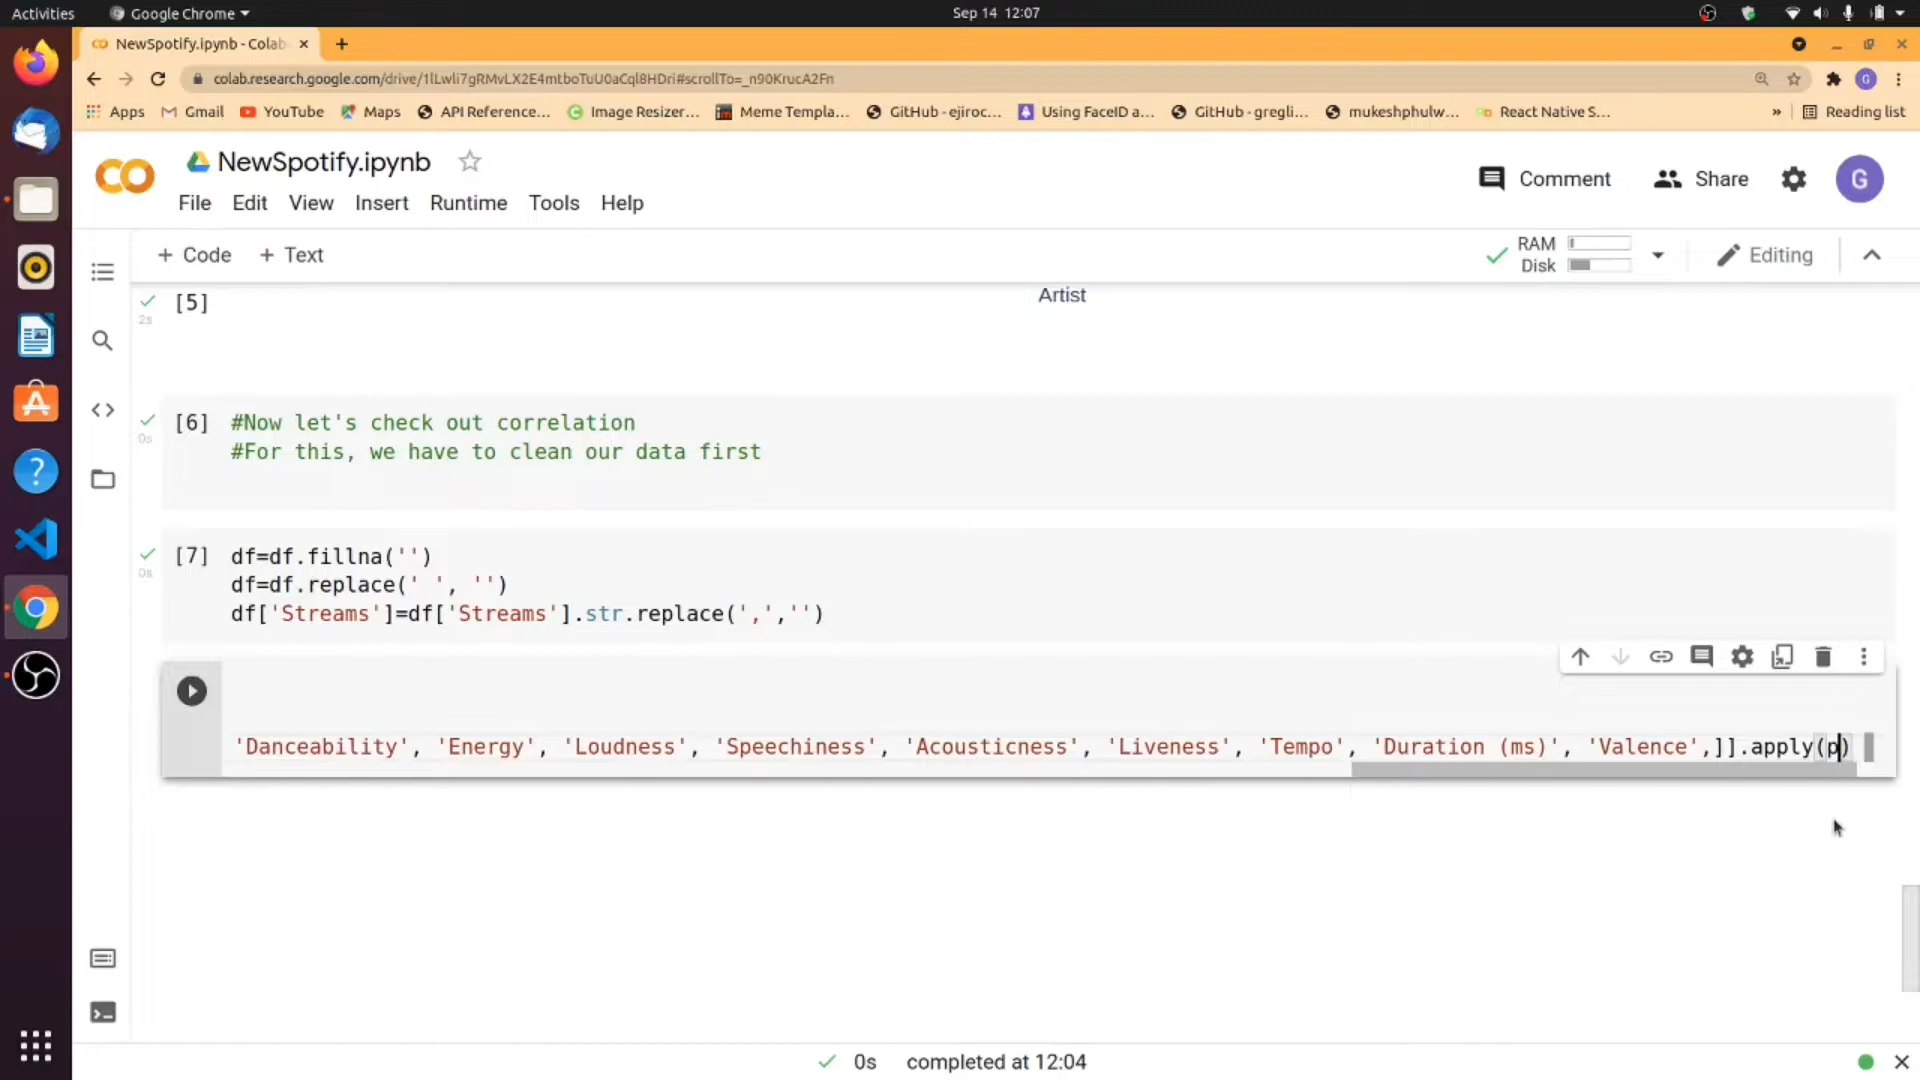 Activities
Google Chrome
Sep 14 12:07
NewSpotify.ipynb - Colab
colab.research.google.com/drive/1lLwli7gRMvLX2E4mtboTuU0aCql8HDri#scrollTo=_n90KrucA2Fn
Apps
Gmail
YouTube
Maps
API Reference...
Image Resizer...
Meme Templa...
GitHub - ejiroc...
Using FaceID a...
GitHub - gregli...
mukeshphulw...
React Native S...
»
Reading list
NewSpotify.ipynb
Comment
Share
G
File Edit View Insert Runtime Tools Help
+ Code + Text
RAM
Disk
Editing
[5]
2s
Artist
[6] #Now let's check out correlation
0s
#For this, we have to clean our data first
[7] df=df.fillna('')
0s
df=df.replace(' ', '')
df['Streams']=df['Streams'].str.replace(',','')
'Danceability', 'Energy', 'Loudness', 'Speechiness', 'Acousticness', 'Liveness', 'Tempo', 'Duration (ms)', 'Valence',]].apply(p)
0s completed at 12:04